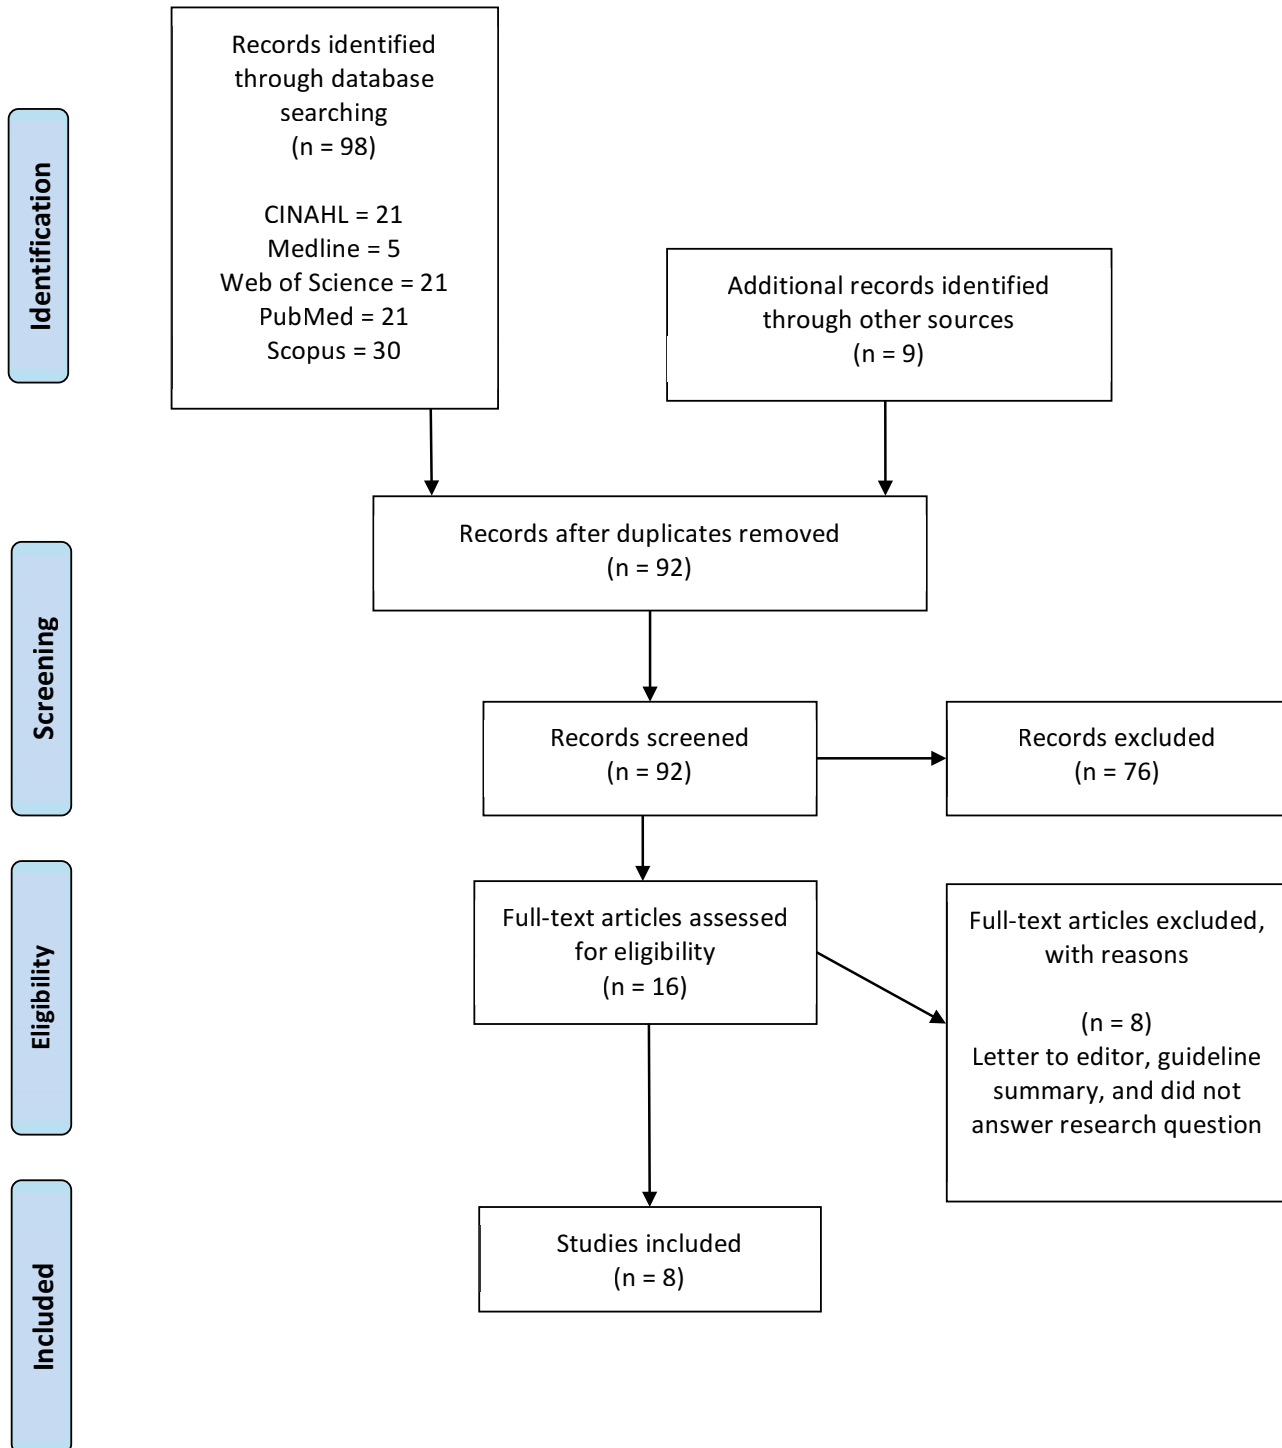 Identification
Records identified
through database
searching
(n = 98)
CINAHL = 21
Medline = 5
Web of Science = 21
PubMed = 21
Scopus = 30
Additional records identified
through other sources
(n = 9)
Records after duplicates removed
(n = 92)
Screening
Records screened
(n = 92)
Records excluded
(n = 76)
Eligibility
Full-text articles assessed
for eligibility
(n = 16)
Full-text articles excluded,
with reasons
(n = 8)
Letter to editor, guideline
summary, and did not
answer research question
Included
Studies included
(n = 8)